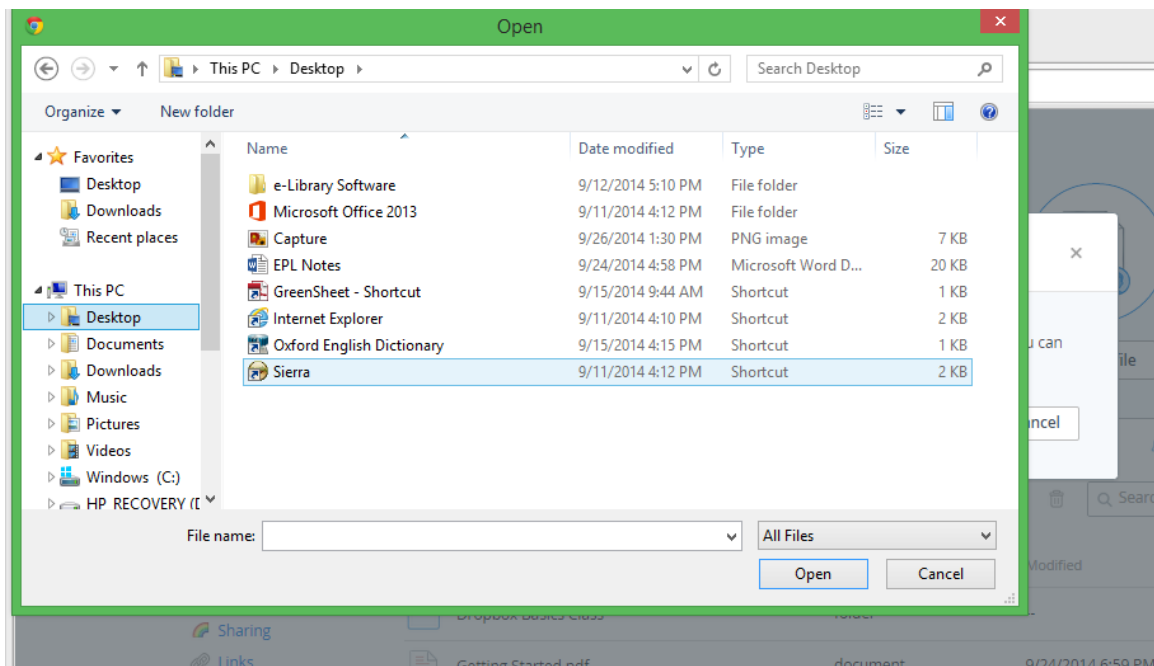 Open
This PC Desktop Search Desktop
Organize New folder
Name Date modified Type Size
Favorites
Desktop
Downloads
Recent places
This PC
Desktop
Documents
Downloads
Music
Pictures
Videos
Windows (C:)
HP_RECOVERY (
e-Library Software 9/12/2014 5:10 PM File folder
Microsoft Office 2013 9/11/2014 4:12 PM File folder
Capture 9/26/2014 1:30 PM PNG image 7 KB
EPL Notes 9/24/2014 4:58 PM Microsoft Word D... 20 KB
GreenSheet - Shortcut 9/15/2014 9:44 AM Shortcut 1 KB
Internet Explorer 9/11/2014 4:10 PM Shortcut 2 KB
Oxford English Dictionary 9/15/2014 4:15 PM Shortcut 1 KB
Sierra 9/11/2014 4:12 PM Shortcut 2 KB
File name: All Files
Open Cancel
u can
ile
ncel
Sear
Modified
Dropbox Basics Class folder --
Sharing
Links
Getting Started.pdf document 9/24/2014 6:59 PM